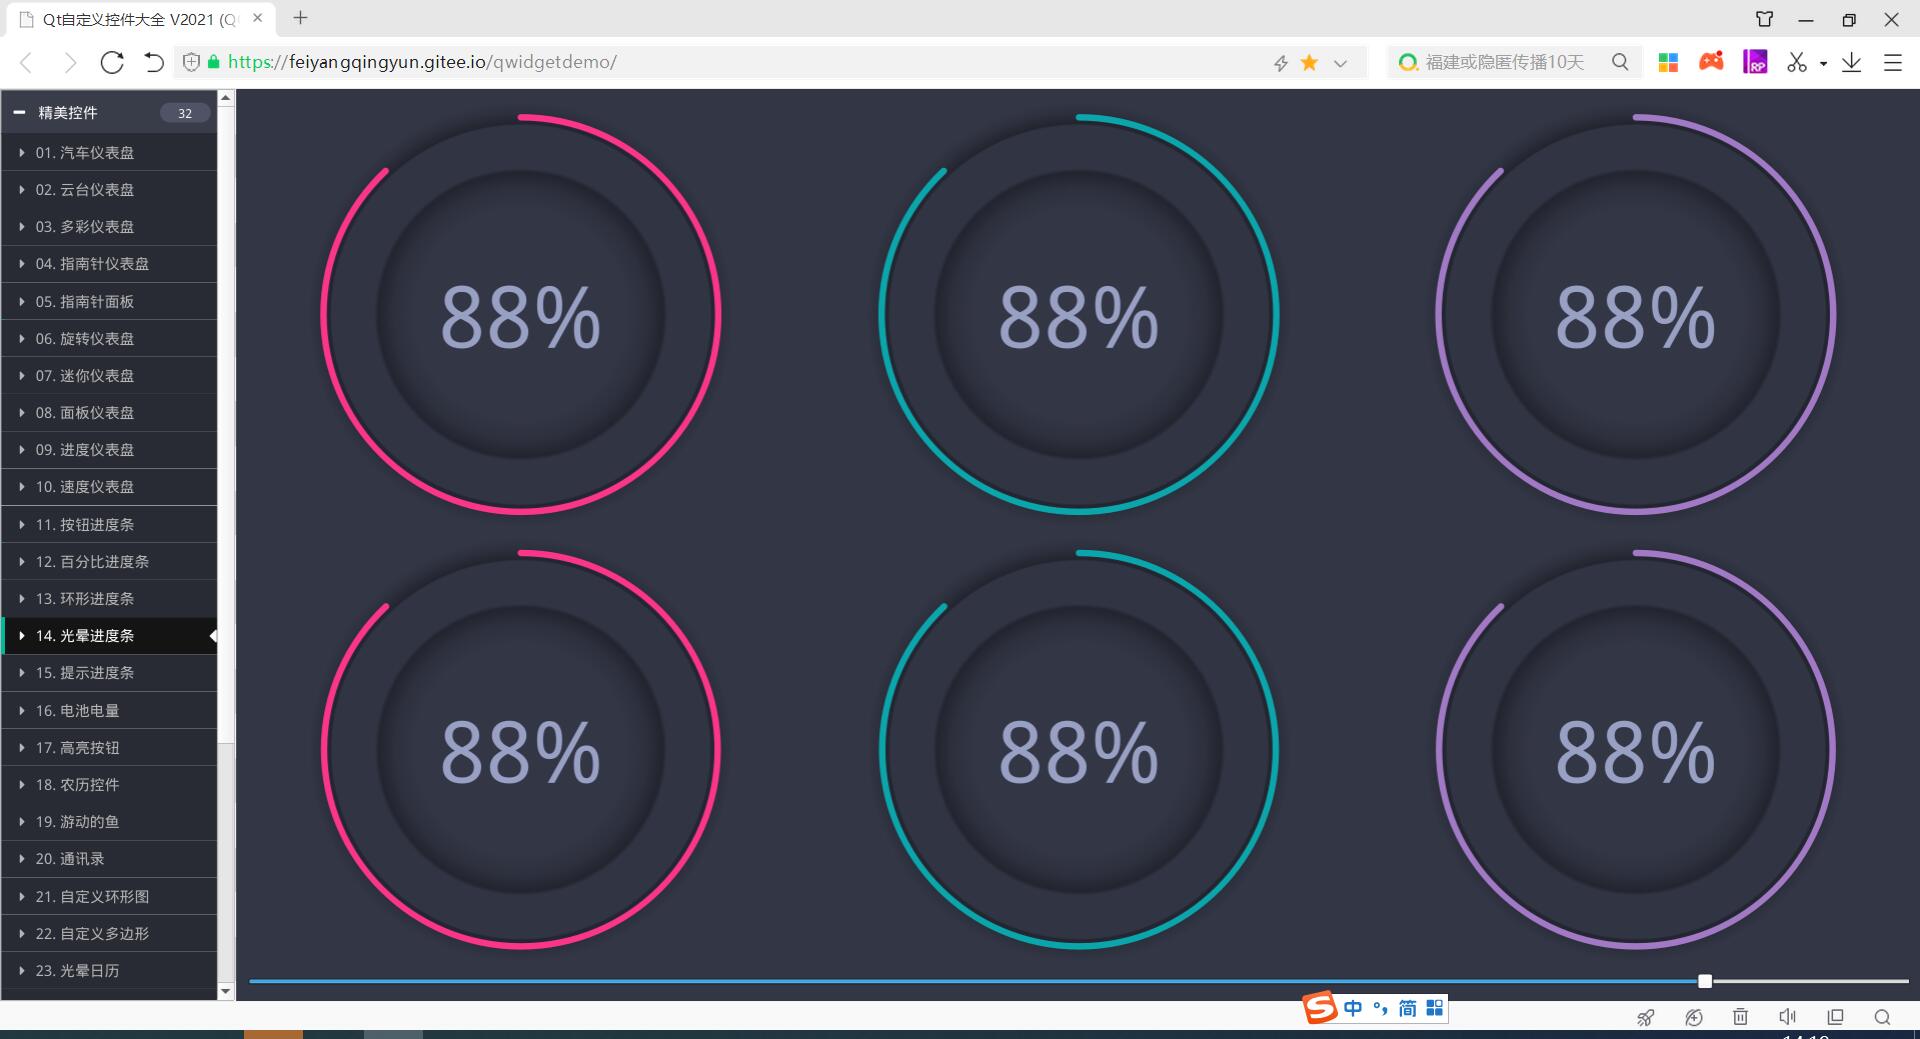 Qt自定义控件大全 V2021 (Q
https://feiyangqingyun.gitee.io/qwidgetdemo/
福建或隐匿传播10天
RP
精美控件 32
01. 汽车仪表盘
02. 云台仪表盘
03. 多彩仪表盘
04. 指南针仪表盘
05. 指南针面板
06. 旋转仪表盘
07. 迷你仪表盘
08. 面板仪表盘
09. 进度仪表盘
10. 速度仪表盘
11. 按钮进度条
12. 百分比进度条
13. 环形进度条
14. 光晕进度条
15. 提示进度条
16. 电池电量
17. 高亮按钮
18. 农历控件
19. 游动的鱼
20. 通讯录
21. 自定义环形图
22. 自定义多边形
23. 光晕日历
88% 88% 88%
88% 88% 88%
S 中 °, 简